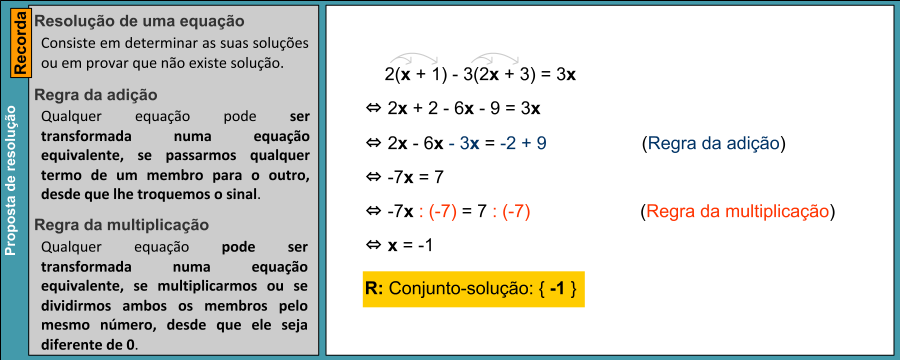 Proposta de resolução
Recorda
Resolução de uma equação
Consiste em determinar as suas soluções
ou em provar que não existe solução.
Regra da adição
Qualquer equação pode ser
transformada numa equação
equivalente, se passarmos qualquer
termo de um membro para o outro,
desde que lhe troquemos o sinal.
Regra da multiplicação
Qualquer equação pode ser
transformada numa equação
equivalente, se multiplicarmos ou se
dividirmos ambos os membros pelo
mesmo número, desde que ele seja
diferente de 0.
2(x + 1) - 3(2x + 3) = 3x
⇔ 2x + 2 - 6x - 9 = 3x
⇔ 2x - 6x - 3x = -2 + 9 (Regra da adição)
⇔ -7x = 7
⇔ -7x : (-7) = 7 : (-7) (Regra da multiplicação)
⇔ x = -1
R: Conjunto-solução: { -1 }